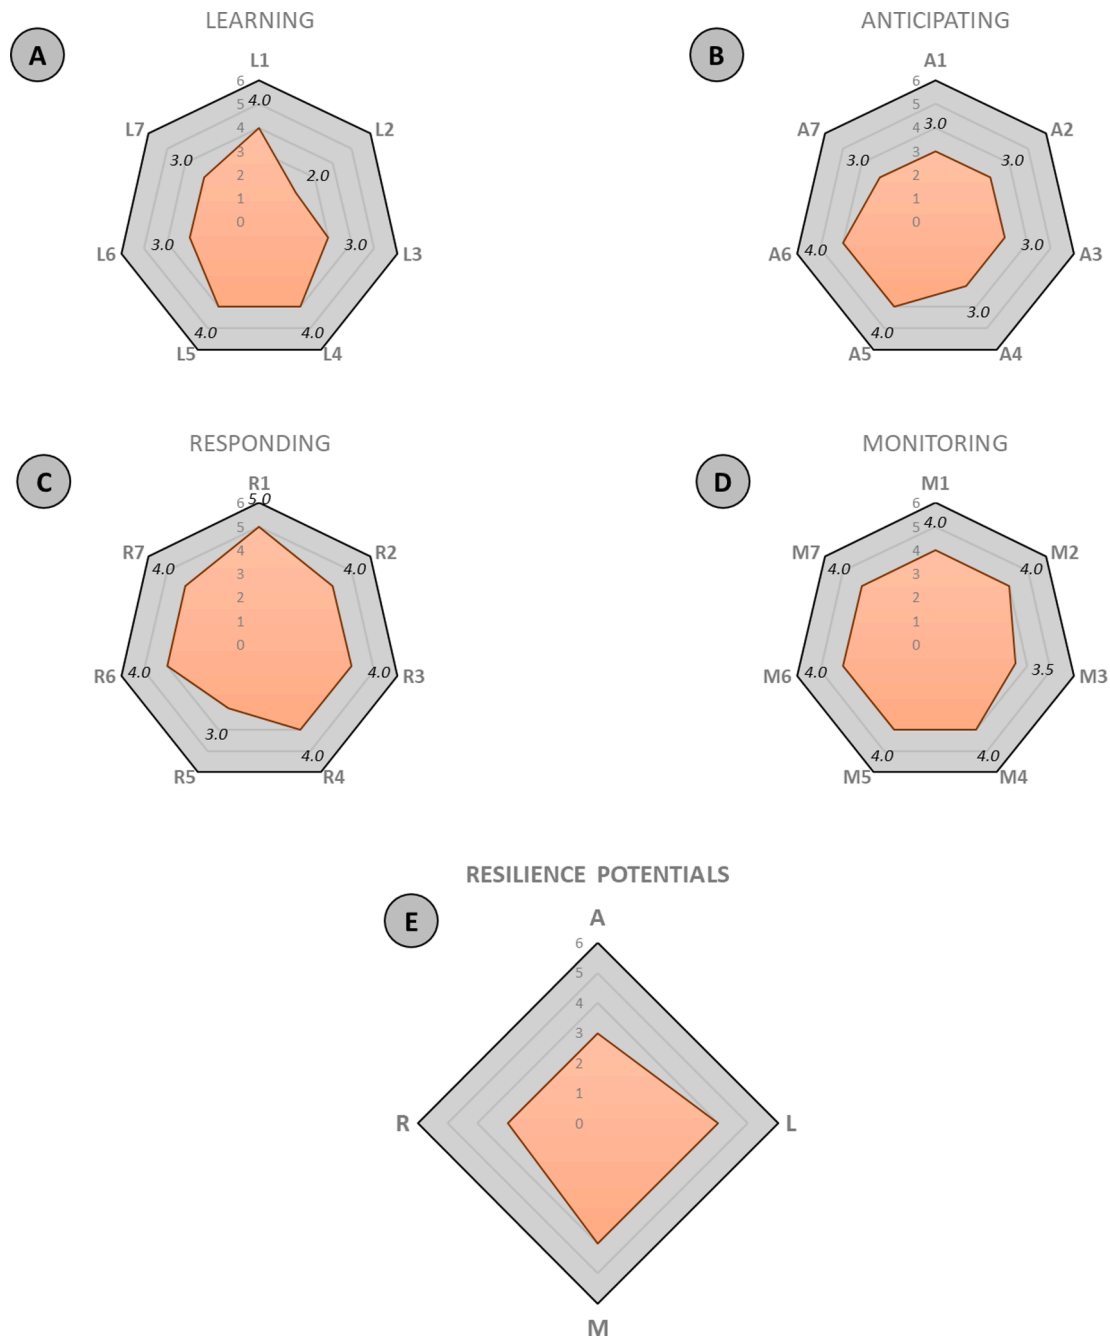 LEARNING
ANTICIPATING
A
B
L1
A1
6
4.0
5
4
3
2
1
0
L7
L2
3.0
2.0
L6
3.0
3.0
L3
4.0
4.0
L5
L4
6
5
3.0
4
3
2
1
0
A7
A2
3.0
3.0
A6
4.0
3.0
A3
3.0
4.0
A5
A4
RESPONDING
MONITORING
C
D
R1
5.0
6
5
4
3
2
1
0
R7
R2
4.0
4.0
R6
4.0
4.0
R3
3.0
4.0
R5
R4
M1
6
4.0
5
4
3
2
1
0
M7
M2
4.0
4.0
M6
4.0
3.5
M3
4.0
4.0
M5
M4
RESILIENCE POTENTIALS
E
A
6
5
4
3
2
1
0
R
L
M